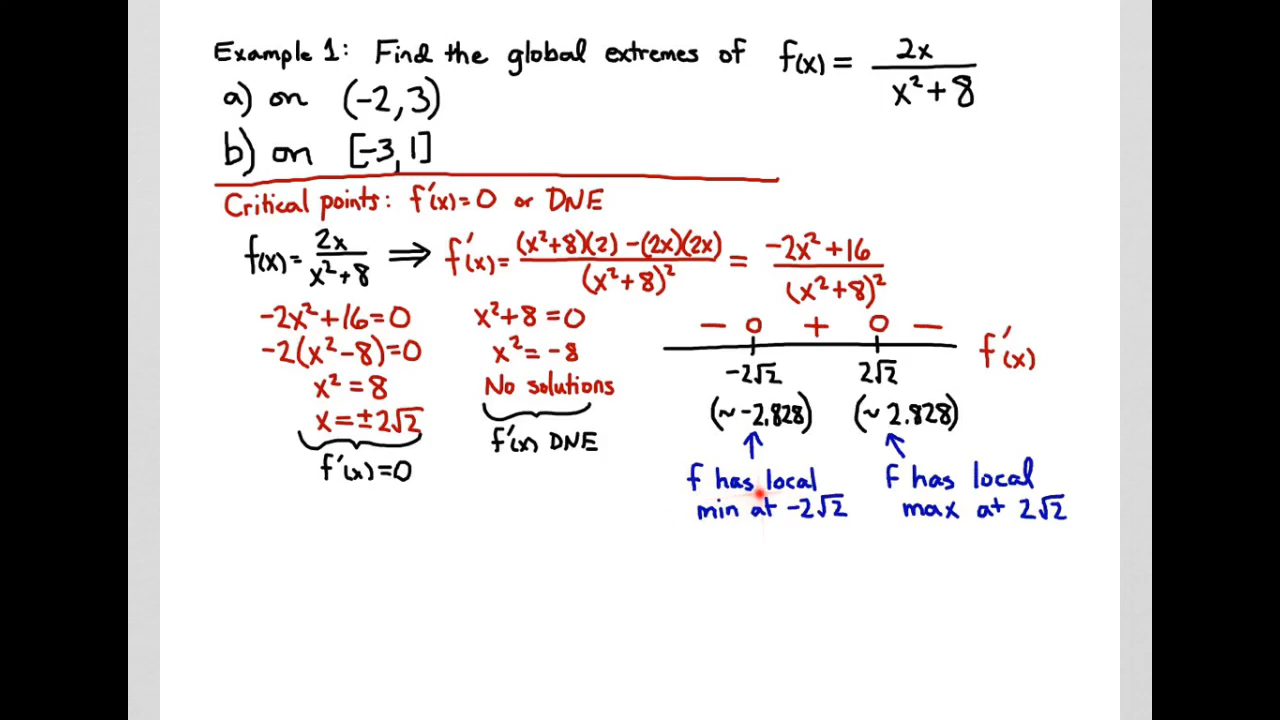 Example 1: Find the global extremes of f(x) = 2x / x² + 8
a) on (-2, 3)
b) on [-3, 1]
Critical points: f'(x) = 0 or DNE
f(x) = 2x / x² + 8 ⟹ f'(x) = (x² + 8)(2) - (2x)(2x) / (x² + 8)² = -2x² + 16 / (x² + 8)²
-2x² + 16 = 0
-2(x² - 8) = 0
x² = 8
x = ±2√2
f'(x) = 0
x² + 8 = 0
x² = -8
No solutions
f'(x) DNE
- 0 + 0 -
f'(x)
-2√2 2√2
(~ -2.828) (~ 2.828)
f has local
min at -2√2
f has local
max at 2√2